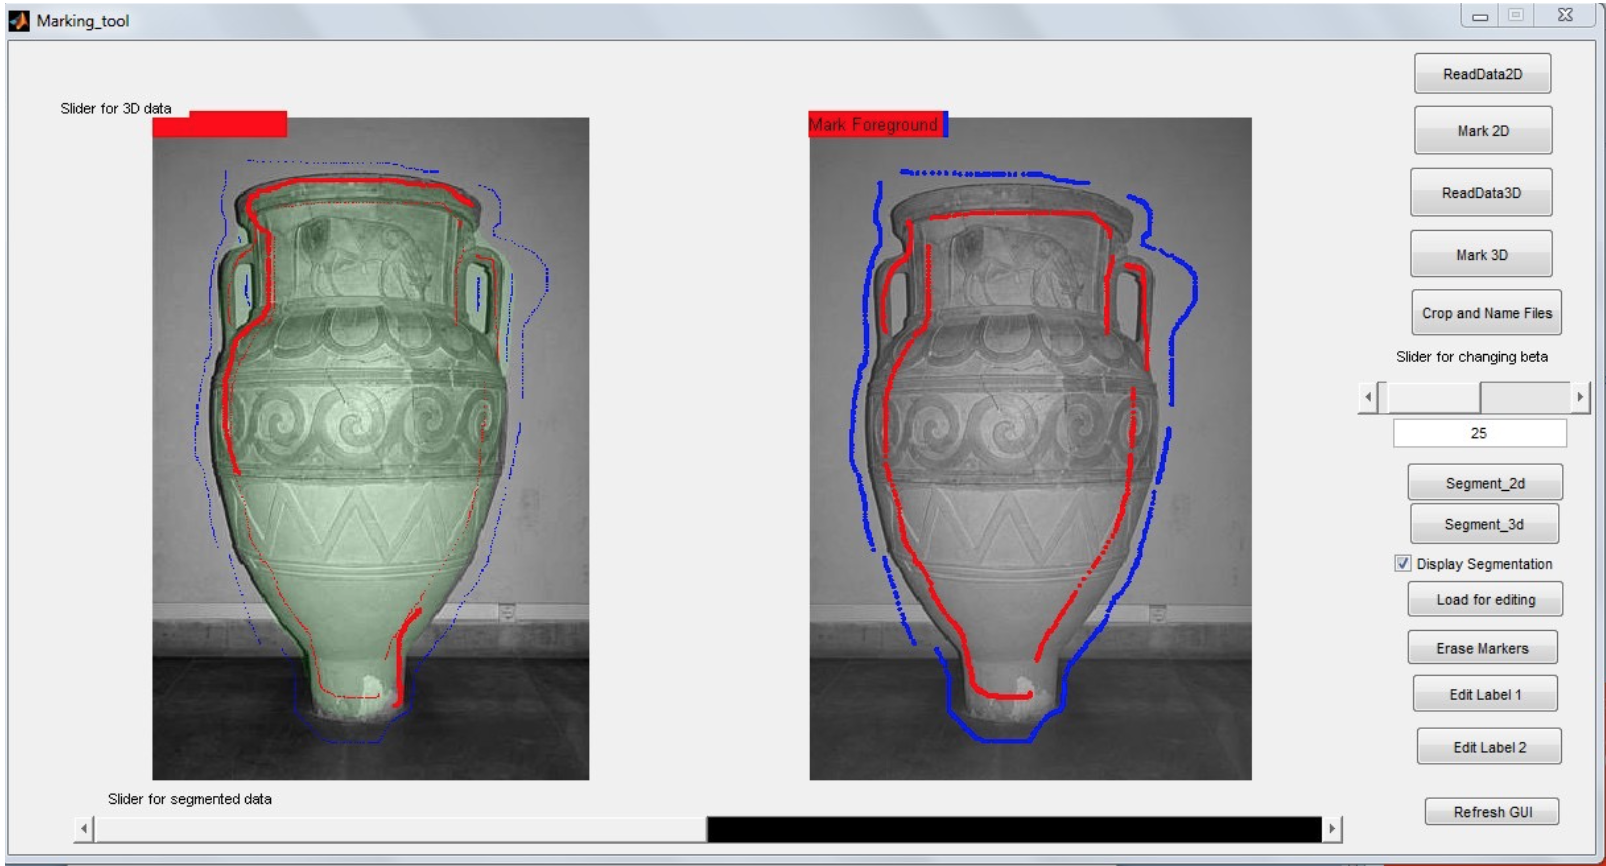 Marking_tool
Slider for 3D data
Mark Foreground
ReadData2D
Mark 2D
ReadData3D
Mark 3D
Crop and Name Files
Slider for changing beta
25
Segment_2d
Segment_3d
Display Segmentation
Load for editing
Erase Markers
Edit Label 1
Edit Label 2
Slider for segmented data
Refresh GUI